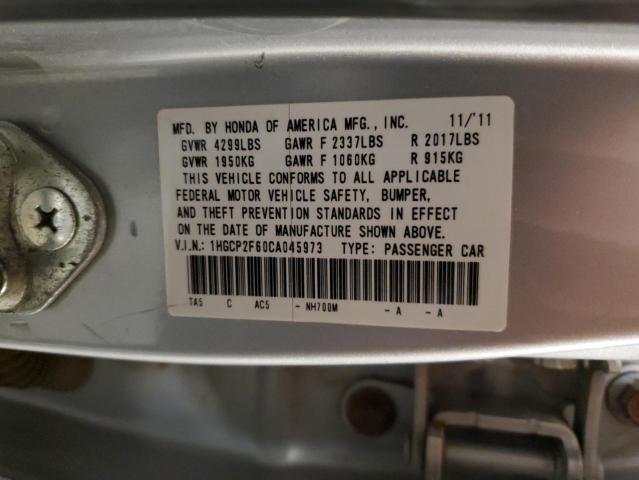 MFD. BY HONDA OF AMERICA MFG., INC. 11/'11
GVWR 4299LBS GAWR F 2337LBS R 2017LBS
GVWR 1950KG GAWR F 1060KG R 915KG
THIS VEHICLE CONFORMS TO ALL APPLICABLE
FEDERAL MOTOR VEHICLE SAFETY, BUMPER,
AND THEFT PREVENTION STANDARDS IN EFFECT
ON THE DATE OF MANUFACTURE SHOWN ABOVE.
V.I.N.: 1HGCP2F60CA045973 TYPE: PASSENGER CAR
TA5 C AC5 - NH700M - A - A